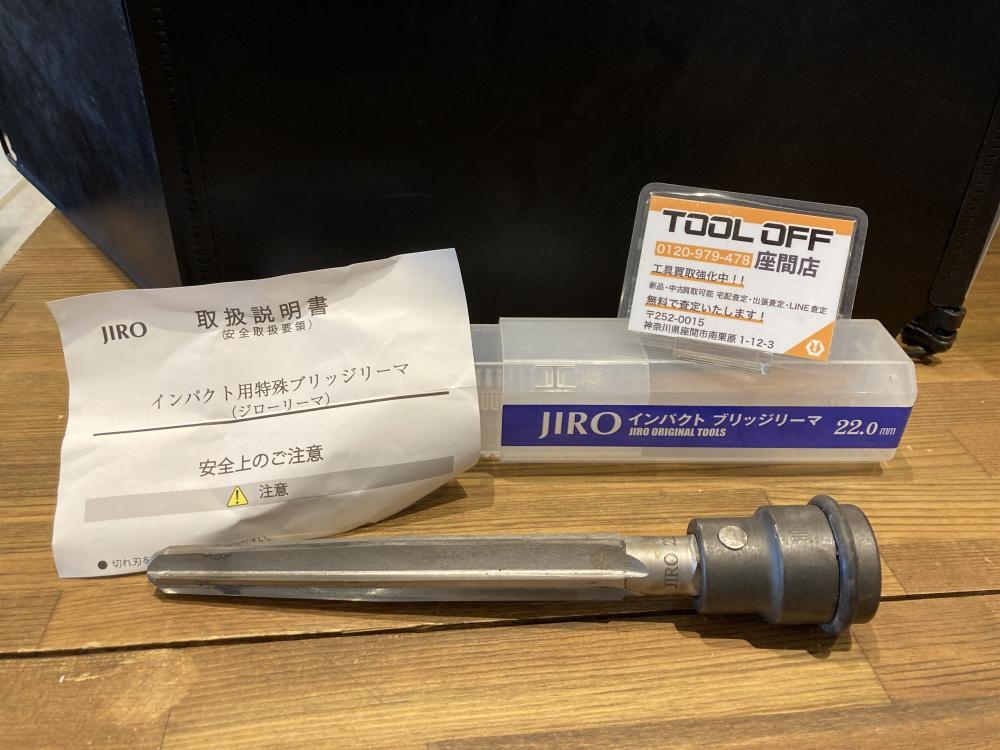 JIRO 取扱説明書
(安全取扱要領)
インパクト用特殊ブリッジリーマ
(ジローリーマ)
安全上のご注意
注意
● 切れ刃を
TOOL OFF
0120-979-478 座間店
工具買取強化中!!
新品・中古買取可能 宅配査定・出張査定・LINE査定
無料で査定いたします!
〒252-0015
神奈川県座間市南栗原 1-12-3
JIRO インパクト ブリッジリーマ 22.0 mm
JIRO ORIGINAL TOOLS
JIRO